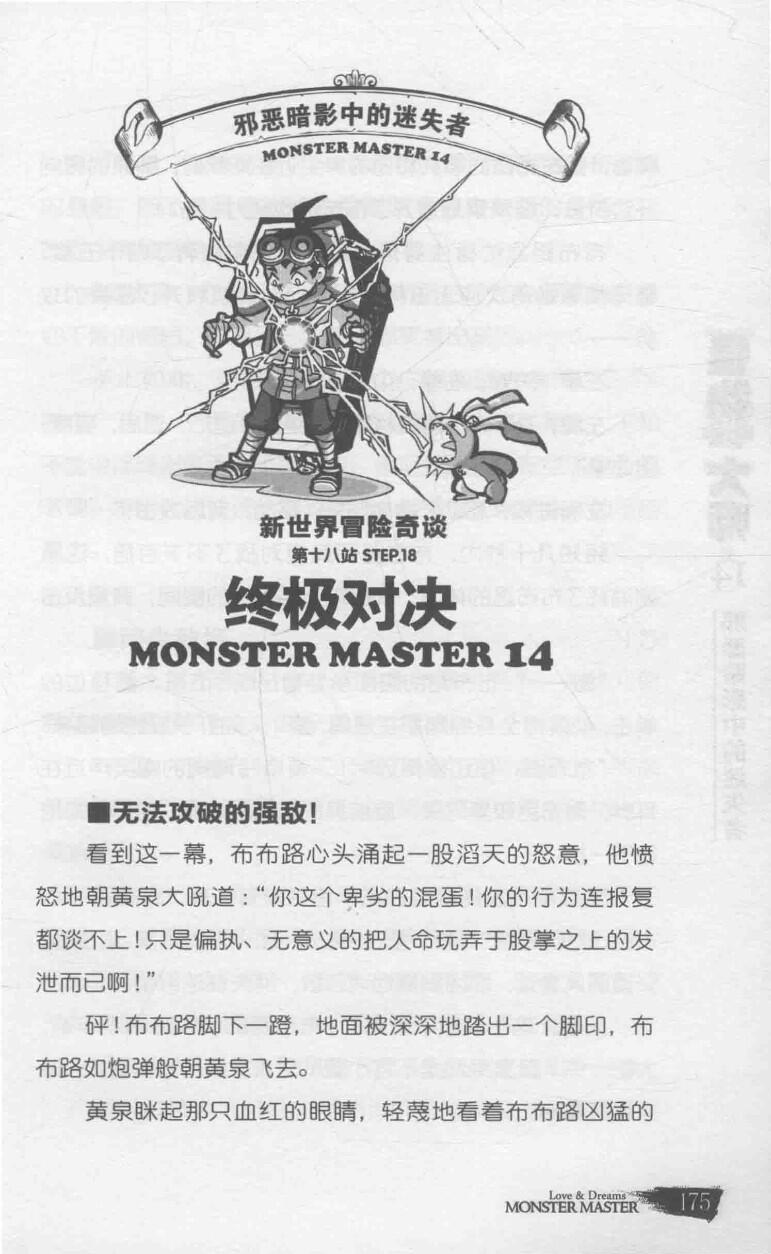 邪恶暗影中的迷失者
MONSTER MASTER 14
新世界冒险奇谈
第十八站 STEP.18
终极对决
MONSTER MASTER 14
■无法攻破的强敌！
看到这一幕，布布路心头涌起一股滔天的怒意，他愤
怒地朝黄泉大吼道：“你这个卑劣的混蛋！你的行为连报复
都谈不上！只是偏执、无意义的把人命玩弄于股掌之上的发
泄而已啊！”
砰！布布路脚下一蹬，地面被深深地踏出一个脚印，布
布路如炮弹般朝黄泉飞去。
黄泉眯起那只血红的眼睛，轻蔑地看着布布路凶猛的
Love & Dreams
MONSTER MASTER 175